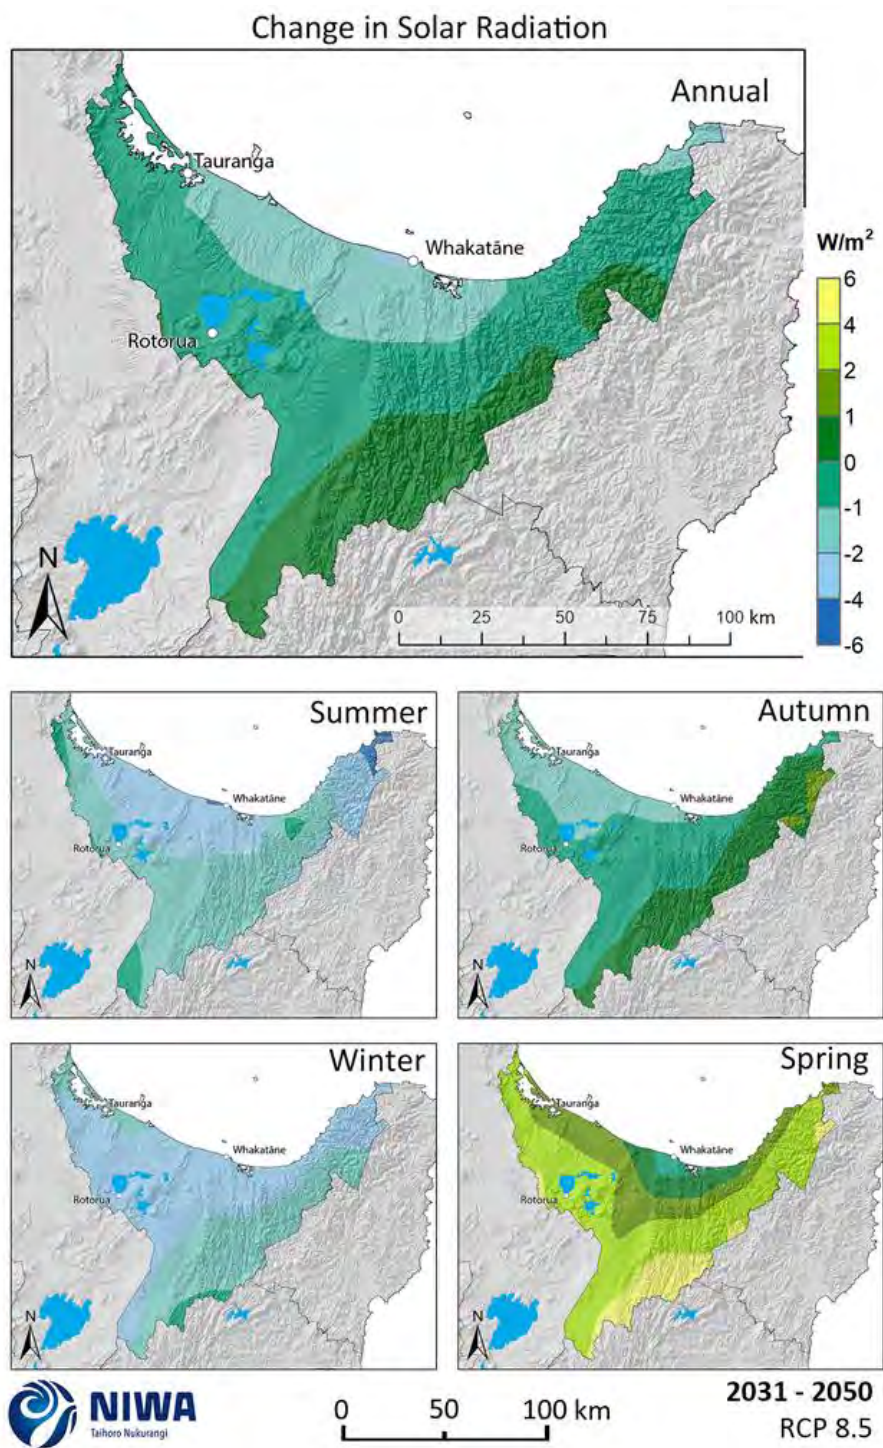 Change in Solar Radiation
Annual
Tauranga
Whakatāne
Rotorua
W/m²
6
4
2
1
0
-1
-2
-4
-6
N
0 25 50 75 100 km
Summer
Tauranga
Whakatāne
Rotorua
N
Autumn
Tauranga
Whakatāne
Rotorua
N
Winter
Tauranga
Whakatāne
Rotorua
N
Spring
Tauranga
Whakatāne
Rotorua
N
NIWA
Taihoro Nukurangi
0 50 100 km
2031 - 2050
RCP 8.5